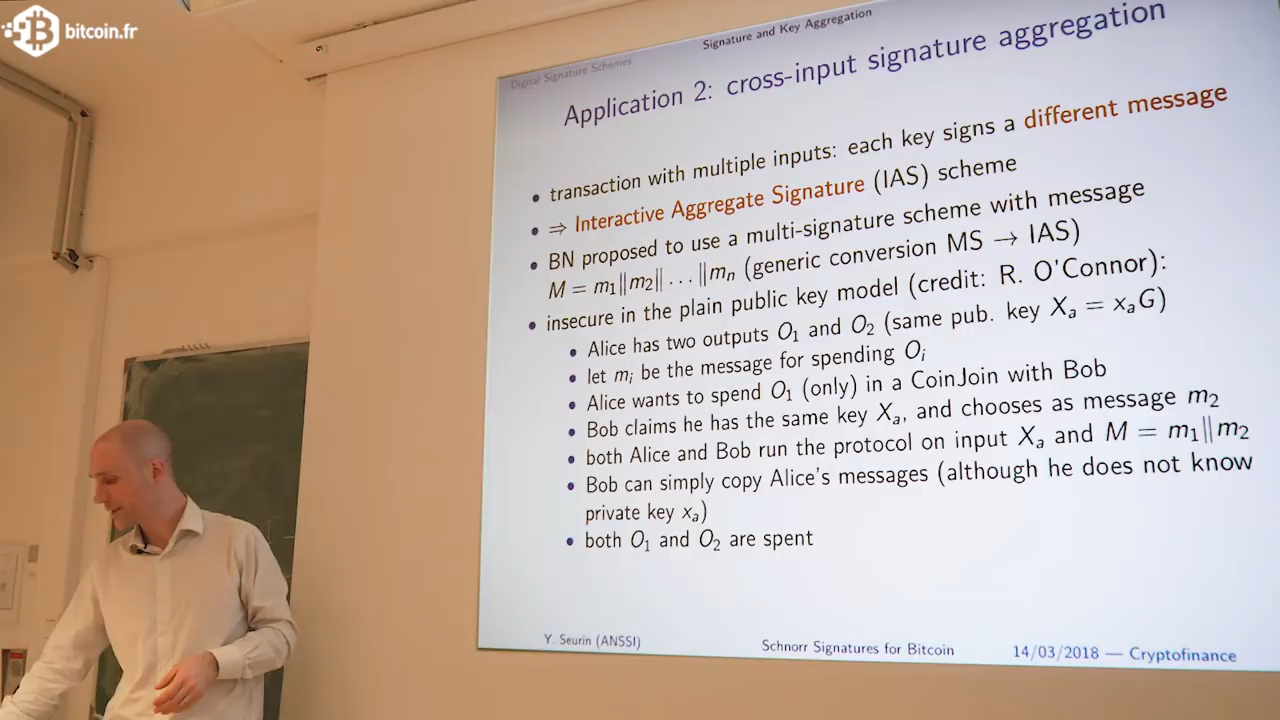 bitcoin.fr
Digital Signature Schemes
Signature and Key Aggregation
Application 2: cross-input signature aggregation
• transaction with multiple inputs: each key signs a different message
• ⇒ Interactive Aggregate Signature (IAS) scheme
• BN proposed to use a multi-signature scheme with message
M = m₁‖m₂‖...‖mₙ (generic conversion MS → IAS)
• insecure in the plain public key model (credit: R. O'Connor):
• Alice has two outputs O₁ and O₂ (same pub. key Xₐ = xₐG)
• let mᵢ be the message for spending Oᵢ
• Alice wants to spend O₁ (only) in a CoinJoin with Bob
• Bob claims he has the same key Xₐ, and chooses as message m₂
• both Alice and Bob run the protocol on input Xₐ and M = m₁‖m₂
• Bob can simply copy Alice's messages (although he does not know
private key xₐ)
• both O₁ and O₂ are spent
Y. Seurin (ANSSI)
Schnorr Signatures for Bitcoin
14/03/2018 — Cryptofinance